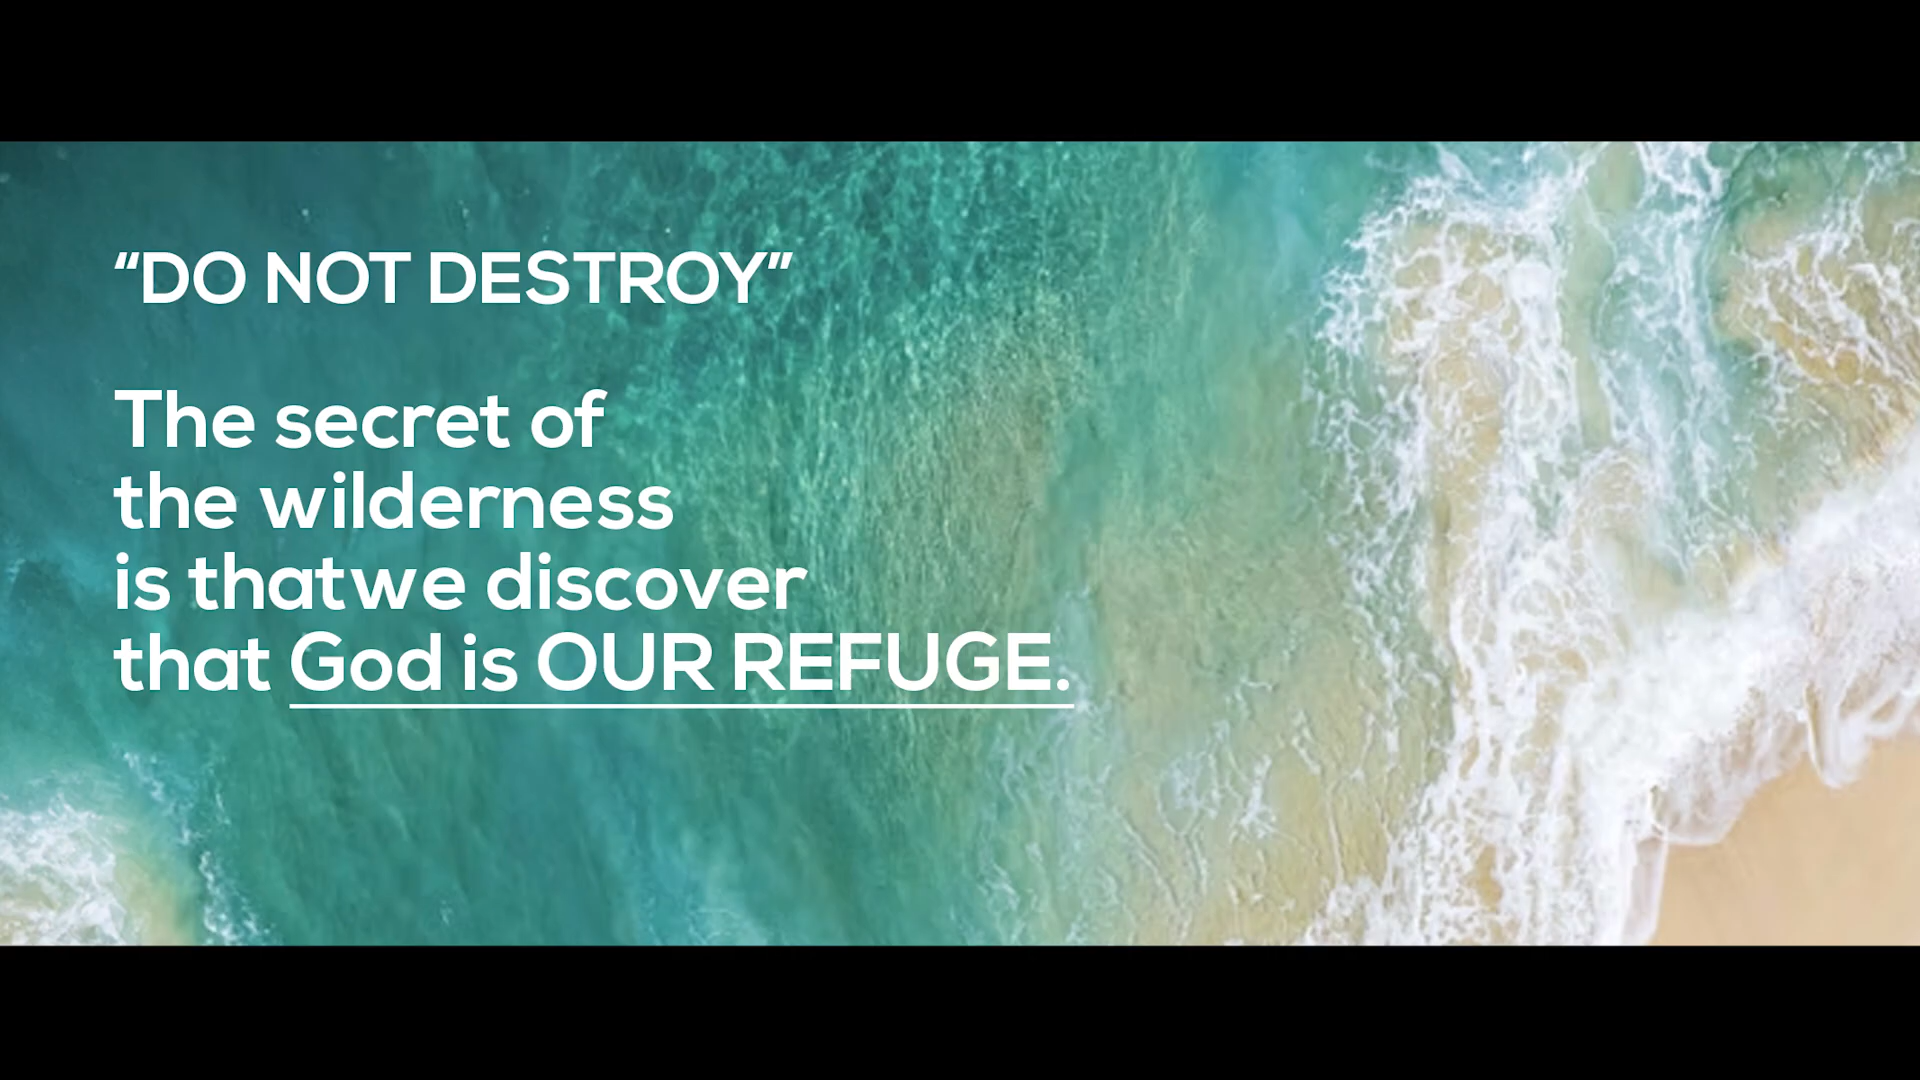 “DO NOT DESTROY”
The secret of
the wilderness
is thatwe discover
that God is OUR REFUGE.